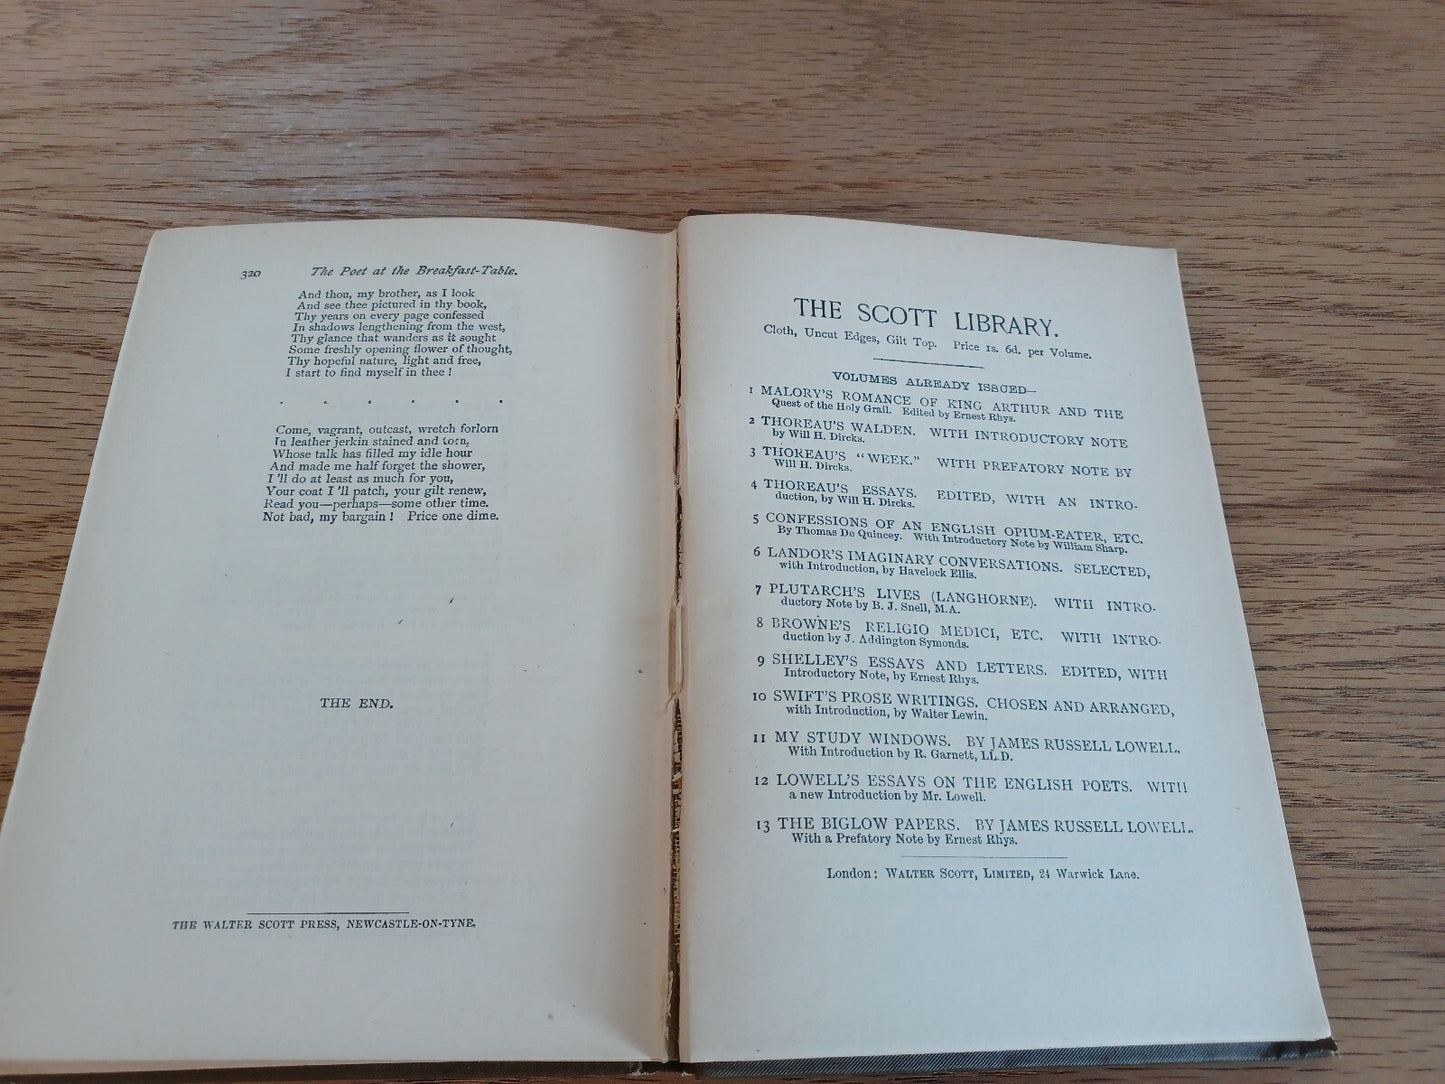 320 The Poet at the Breakfast-Table.
And thou, my brother, as I look
And see thee pictured in thy book,
Thy years on every page confessed
In shadows lengthening from the west,
Thy glance that wanders as it sought
Some freshly opening flower of thought,
Thy hopeful nature, light and free,
I start to find myself in thee!
. . . . . .
Come, vagrant, outcast, wretch forlorn
In leather jerkin stained and torn,
Whose talk has filled my idle hour
And made me half forget the shower,
I'll do at least as much for you,
Your coat I'll patch, your gilt renew,
Read you—perhaps—some other time.
Not bad, my bargain! Price one dime.
THE END.
THE WALTER SCOTT PRESS, NEWCASTLE-ON-TYNE.
THE SCOTT LIBRARY.
Cloth, Uncut Edges, Gilt Top. Price 1s. 6d. per Volume.
VOLUMES ALREADY ISSUED—
1 MALORY'S ROMANCE OF KING ARTHUR AND THE
Quest of the Holy Grail. Edited by Ernest Rhys.
2 THOREAU'S WALDEN. WITH INTRODUCTORY NOTE
by Will H. Dircks.
3 THOREAU'S "WEEK." WITH PREFATORY NOTE BY
Will H. Dircks.
4 THOREAU'S ESSAYS. EDITED, WITH AN INTRO-
duction, by Will H. Dircks.
5 CONFESSIONS OF AN ENGLISH OPIUM-EATER, ETC.
By Thomas De Quincey. With Introductory Note by William Sharp.
6 LANDOR'S IMAGINARY CONVERSATIONS. SELECTED,
with Introduction, by Havelock Ellis.
7 PLUTARCH'S LIVES (LANGHORNE). WITH INTRO-
ductory Note by B. J. Snell, M.A.
8 BROWNE'S RELIGIO MEDICI, ETC. WITH INTRO-
duction by J. Addington Symonds.
9 SHELLEY'S ESSAYS AND LETTERS. EDITED, WITH
Introductory Note, by Ernest Rhys.
10 SWIFT'S PROSE WRITINGS. CHOSEN AND ARRANGED,
with Introduction, by Walter Lewin.
11 MY STUDY WINDOWS. BY JAMES RUSSELL LOWELL.
With Introduction by R. Garnett, LL.D.
12 LOWELL'S ESSAYS ON THE ENGLISH POETS. WITH
a new Introduction by Mr. Lowell.
13 THE BIGLOW PAPERS. BY JAMES RUSSELL LOWELL.
With a Prefatory Note by Ernest Rhys.
London: WALTER SCOTT, LIMITED, 24 Warwick Lane.